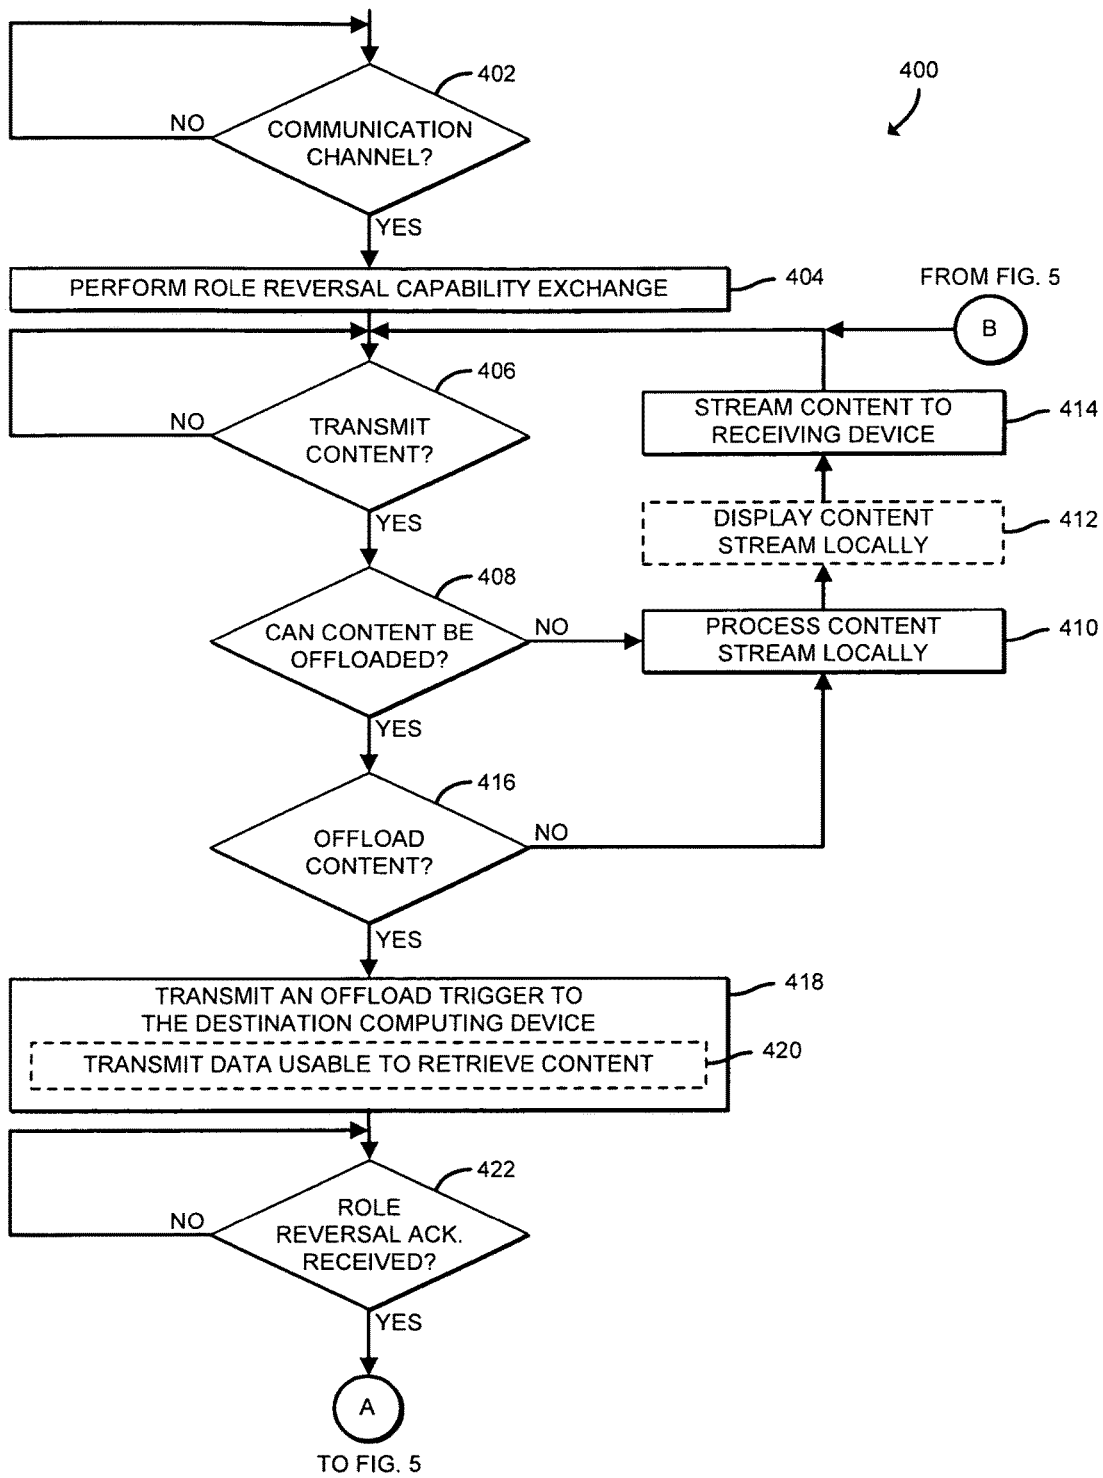 402
400
COMMUNICATION
CHANNEL?
NO
YES
PERFORM ROLE REVERSAL CAPABILITY EXCHANGE
404
FROM FIG. 5
B
406
TRANSMIT
CONTENT?
NO
YES
STREAM CONTENT TO
RECEIVING DEVICE
414
DISPLAY CONTENT
STREAM LOCALLY
412
408
CAN CONTENT BE
OFFLOADED?
NO
YES
PROCESS CONTENT
STREAM LOCALLY
410
416
OFFLOAD
CONTENT?
NO
YES
TRANSMIT AN OFFLOAD TRIGGER TO
THE DESTINATION COMPUTING DEVICE
418
TRANSMIT DATA USABLE TO RETRIEVE CONTENT
420
422
ROLE
REVERSAL ACK.
RECEIVED?
NO
YES
A
TO FIG. 5